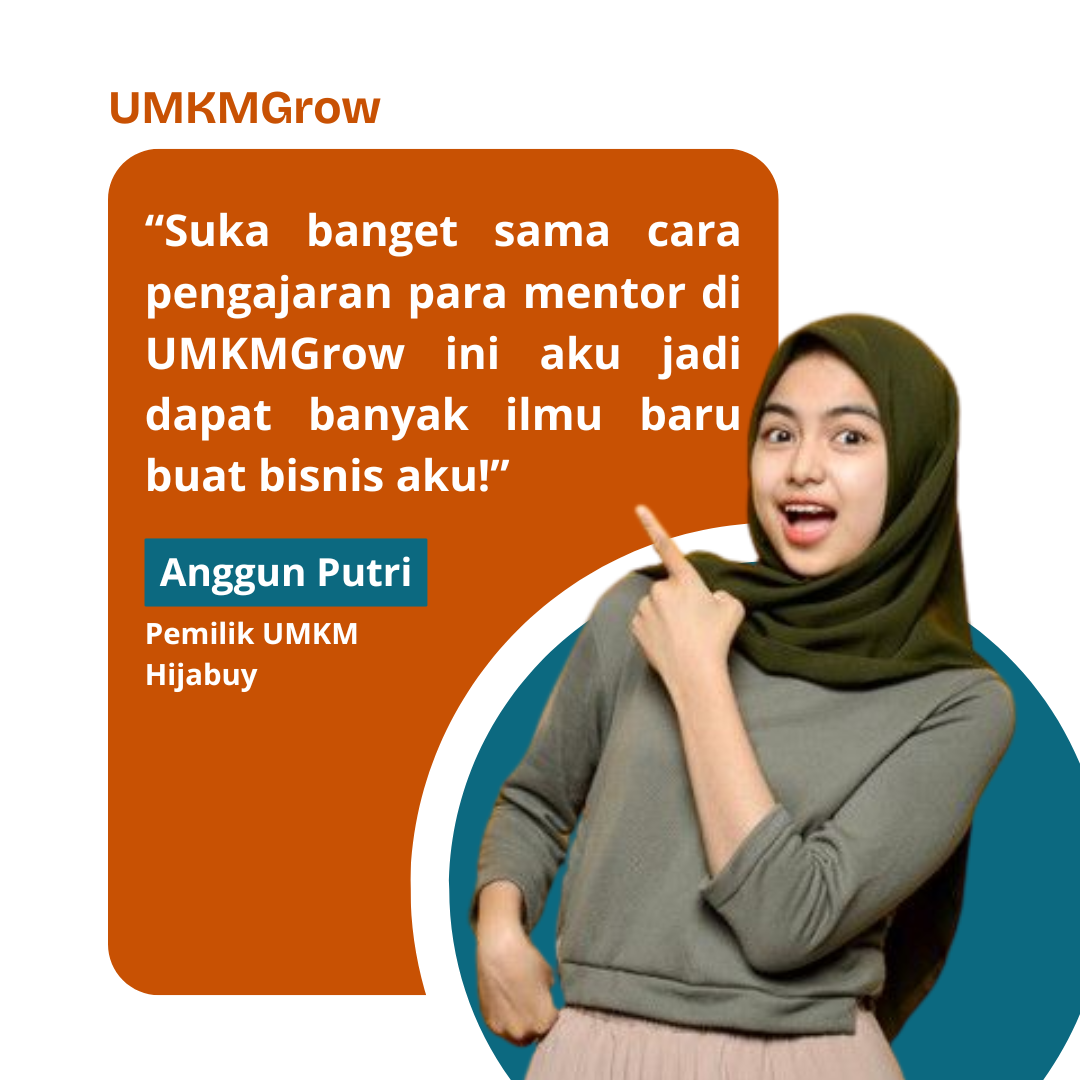 UMKMGrow
“Suka banget sama cara
pengajaran para mentor di
UMKMGrow ini aku jadi
dapat banyak ilmu baru
buat bisnis aku!”
Anggun Putri
Pemilik UMKM
Hijabuy